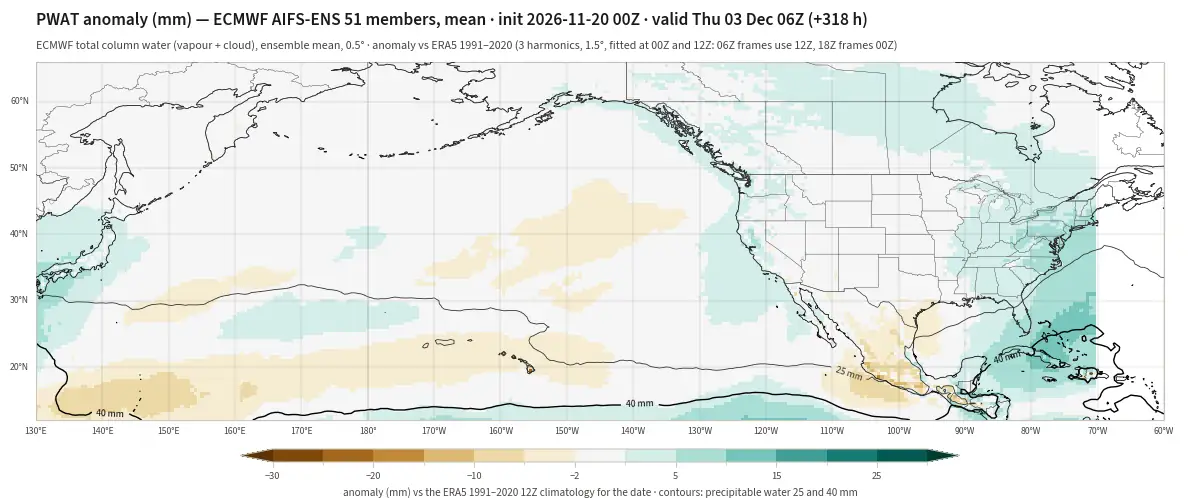 PWAT anomaly (mm) — ECMWF AIFS-ENS 51 members, mean · init 2026-11-20 00Z · valid Thu 03 Dec 06Z (+318 h)
ECMWF total column water (vapour + cloud), ensemble mean, 0.5° · anomaly vs ERA5 1991–2020 (3 harmonics, 1.5°, fitted at 00Z and 12Z: 06Z frames use 12Z, 18Z frames 00Z)
60°N
50°N
40°N
30°N
20°N
40 mm
25 mm
40 mm
40 mm
130°E 140°E 150°E 160°E 170°E 180° 170°W 160°W 150°W 140°W 130°W 120°W 110°W 100°W 90°W 80°W 70°W 60°W
−30 −20 −10 −2 5 15 25
anomaly (mm) vs the ERA5 1991–2020 12Z climatology for the date · contours: precipitable water 25 and 40 mm